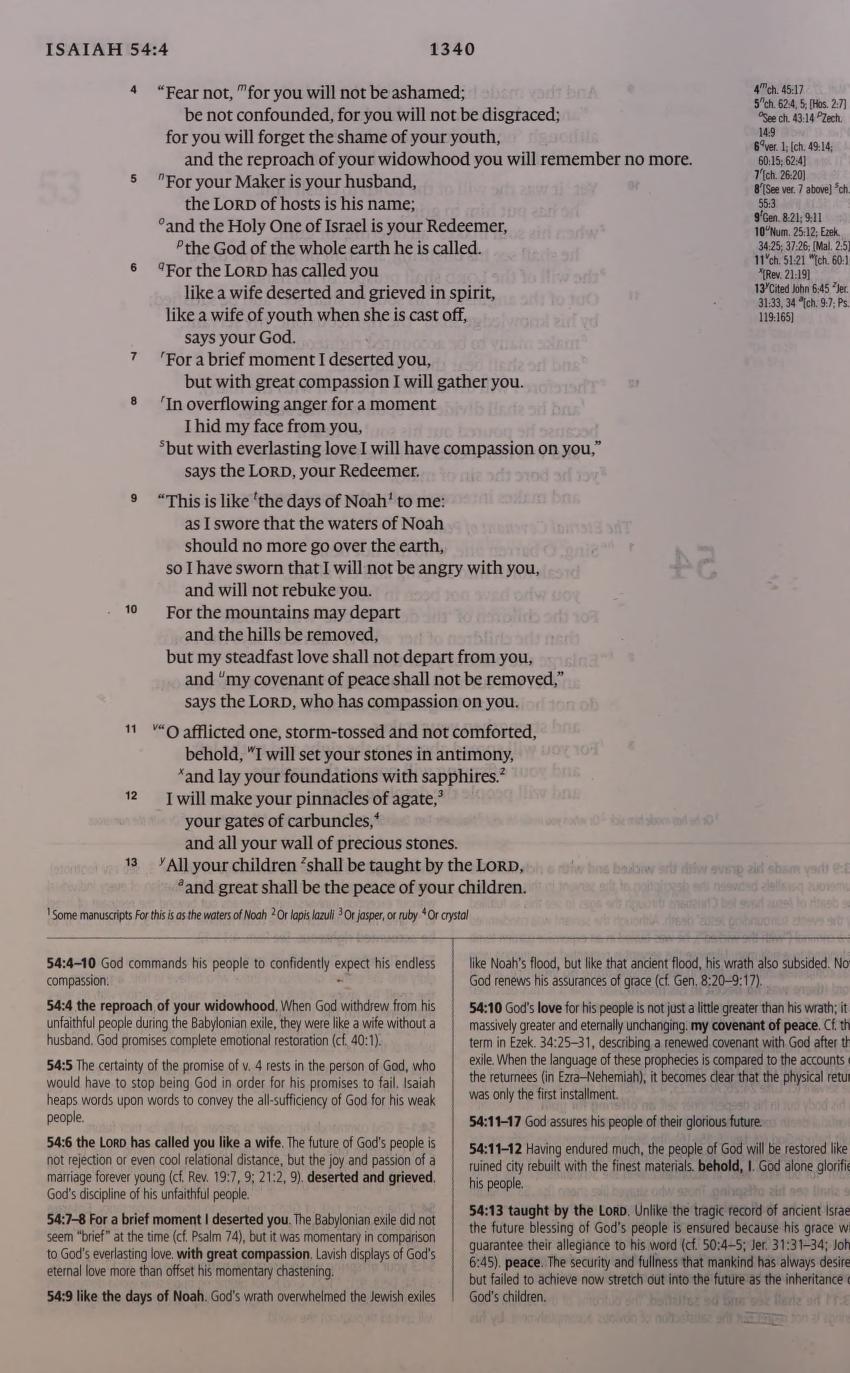 ISAIAH 54:4
1340
4 “Fear not, ᵐfor you will not be ashamed;
be not confounded, for you will not be disgraced;
for you will forget the shame of your youth,
and the reproach of your widowhood you will remember no more.
5 ⁿFor your Maker is your husband,
the LORD of hosts is his name;
ᵒand the Holy One of Israel is your Redeemer,
ᵖthe God of the whole earth he is called.
6 qFor the LORD has called you
like a wife deserted and grieved in spirit,
like a wife of youth when she is cast off,
says your God.
7 ʳFor a brief moment I deserted you,
but with great compassion I will gather you.
8 ʳIn overflowing anger for a moment
I hid my face from you,
ˢbut with everlasting love I will have compassion on you,”
says the LORD, your Redeemer.
9 “This is like ᵗthe days of Noah¹ to me:
as I swore that the waters of Noah
should no more go over the earth,
so I have sworn that I will not be angry with you,
and will not rebuke you.
10 For the mountains may depart
and the hills be removed,
but my steadfast love shall not depart from you,
and ᵘmy covenant of peace shall not be removed,”
says the LORD, who has compassion on you.
11 ᵛ“O afflicted one, storm-tossed and not comforted,
behold, ʷI will set your stones in antimony,
ˣand lay your foundations with sapphires.²
12 I will make your pinnacles of agate,³
your gates of carbuncles,⁴
and all your wall of precious stones.
13 ʸAll your children ᶻshall be taught by the LORD,
ᵃand great shall be the peace of your children.
4ᵐch. 45:17
5ⁿch. 62:4, 5; [Hos. 2:7]
ᵒSee ch. 43:14 ᵖZech.
14:9
6qver. 1; [ch. 49:14;
60:15; 62:4]
7ʳ[ch. 26:20]
8ʳ[See ver. 7 above] ˢch.
55:3
9ᵗGen. 8:21; 9:11
10ᵘNum. 25:12; Ezek.
34:25; 37:26; [Mal. 2:5]
11ᵛch. 51:21 ʷ[ch. 60:1
ˣ[Rev. 21:19]
13ʸCited John 6:45 ᶻJer.
31:33, 34 ᵃ[ch. 9:7; Ps.
119:165]
¹ Some manuscripts For this is as the waters of Noah ² Or lapis lazuli ³ Or jasper, or ruby ⁴ Or crystal
54:4–10 God commands his people to confidently expect his endless
compassion.
54:4 the reproach of your widowhood. When God withdrew from his
unfaithful people during the Babylonian exile, they were like a wife without a
husband. God promises complete emotional restoration (cf. 40:1).
54:5 The certainty of the promise of v. 4 rests in the person of God, who
would have to stop being God in order for his promises to fail. Isaiah
heaps words upon words to convey the all-sufficiency of God for his weak
people.
54:6 the LORD has called you like a wife. The future of God’s people is
not rejection or even cool relational distance, but the joy and passion of a
marriage forever young (cf. Rev. 19:7, 9; 21:2, 9). deserted and grieved.
God’s discipline of his unfaithful people.
54:7–8 For a brief moment I deserted you. The Babylonian exile did not
seem “brief” at the time (cf. Psalm 74), but it was momentary in comparison
to God’s everlasting love. with great compassion. Lavish displays of God’s
eternal love more than offset his momentary chastening.
54:9 like the days of Noah. God’s wrath overwhelmed the Jewish exiles
like Noah’s flood, but like that ancient flood, his wrath also subsided. No
God renews his assurances of grace (cf. Gen. 8:20–9:17).
54:10 God’s love for his people is not just a little greater than his wrath; it
massively greater and eternally unchanging. my covenant of peace. Cf. th
term in Ezek. 34:25–31, describing a renewed covenant with God after th
exile. When the language of these prophecies is compared to the accounts
the returnees (in Ezra–Nehemiah), it becomes clear that the physical retur
was only the first installment.
54:11–17 God assures his people of their glorious future.
54:11–12 Having endured much, the people of God will be restored like
ruined city rebuilt with the finest materials. behold, I. God alone glorifie
his people.
54:13 taught by the LORD. Unlike the tragic record of ancient Israe
the future blessing of God’s people is ensured because his grace wi
guarantee their allegiance to his word (cf. 50:4–5; Jer. 31:31–34; Joh
6:45). peace. The security and fullness that mankind has always desire
but failed to achieve now stretch out into the future as the inheritance
God’s children.